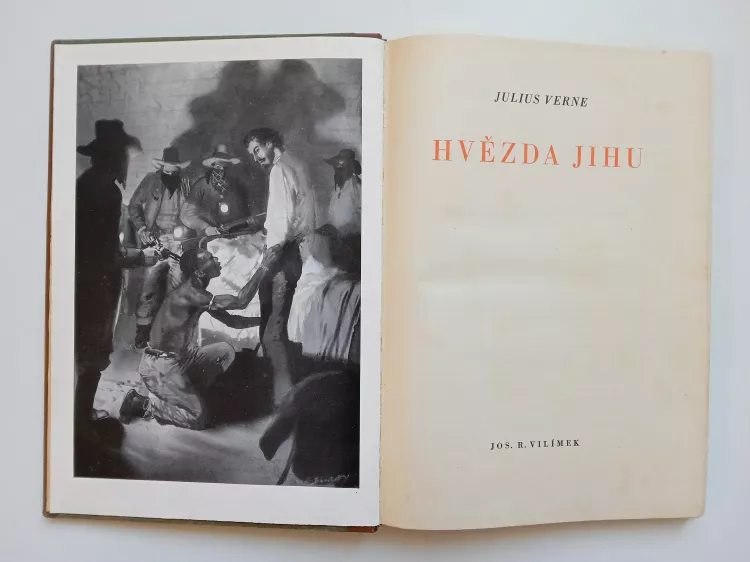 JULIUS VERNE
HVĚZDA JIHU
JOS. R. VILÍMEK